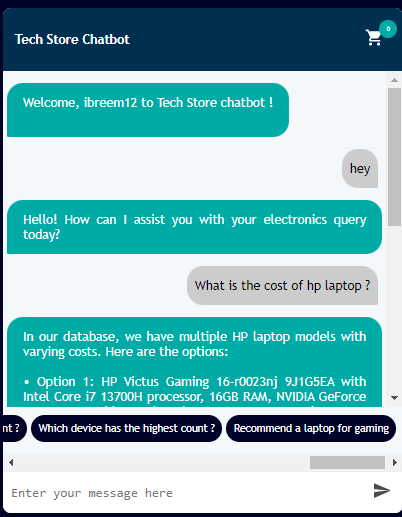 Tech Store Chatbot
0
Welcome, ibreem12 to Tech Store chatbot !
hey
Hello! How can I assist you with your electronics query
today?
What is the cost of hp laptop ?
In our database, we have multiple HP laptop models with
varying costs. Here are the options:
• Option 1: HP Victus Gaming 16-r0023nj 9J1G5EA with
Intel Core i7 13700H processor, 16GB RAM, NVIDIA GeForce
nt ?
Which device has the highest count ?
Recommend a laptop for gaming
Enter your message here